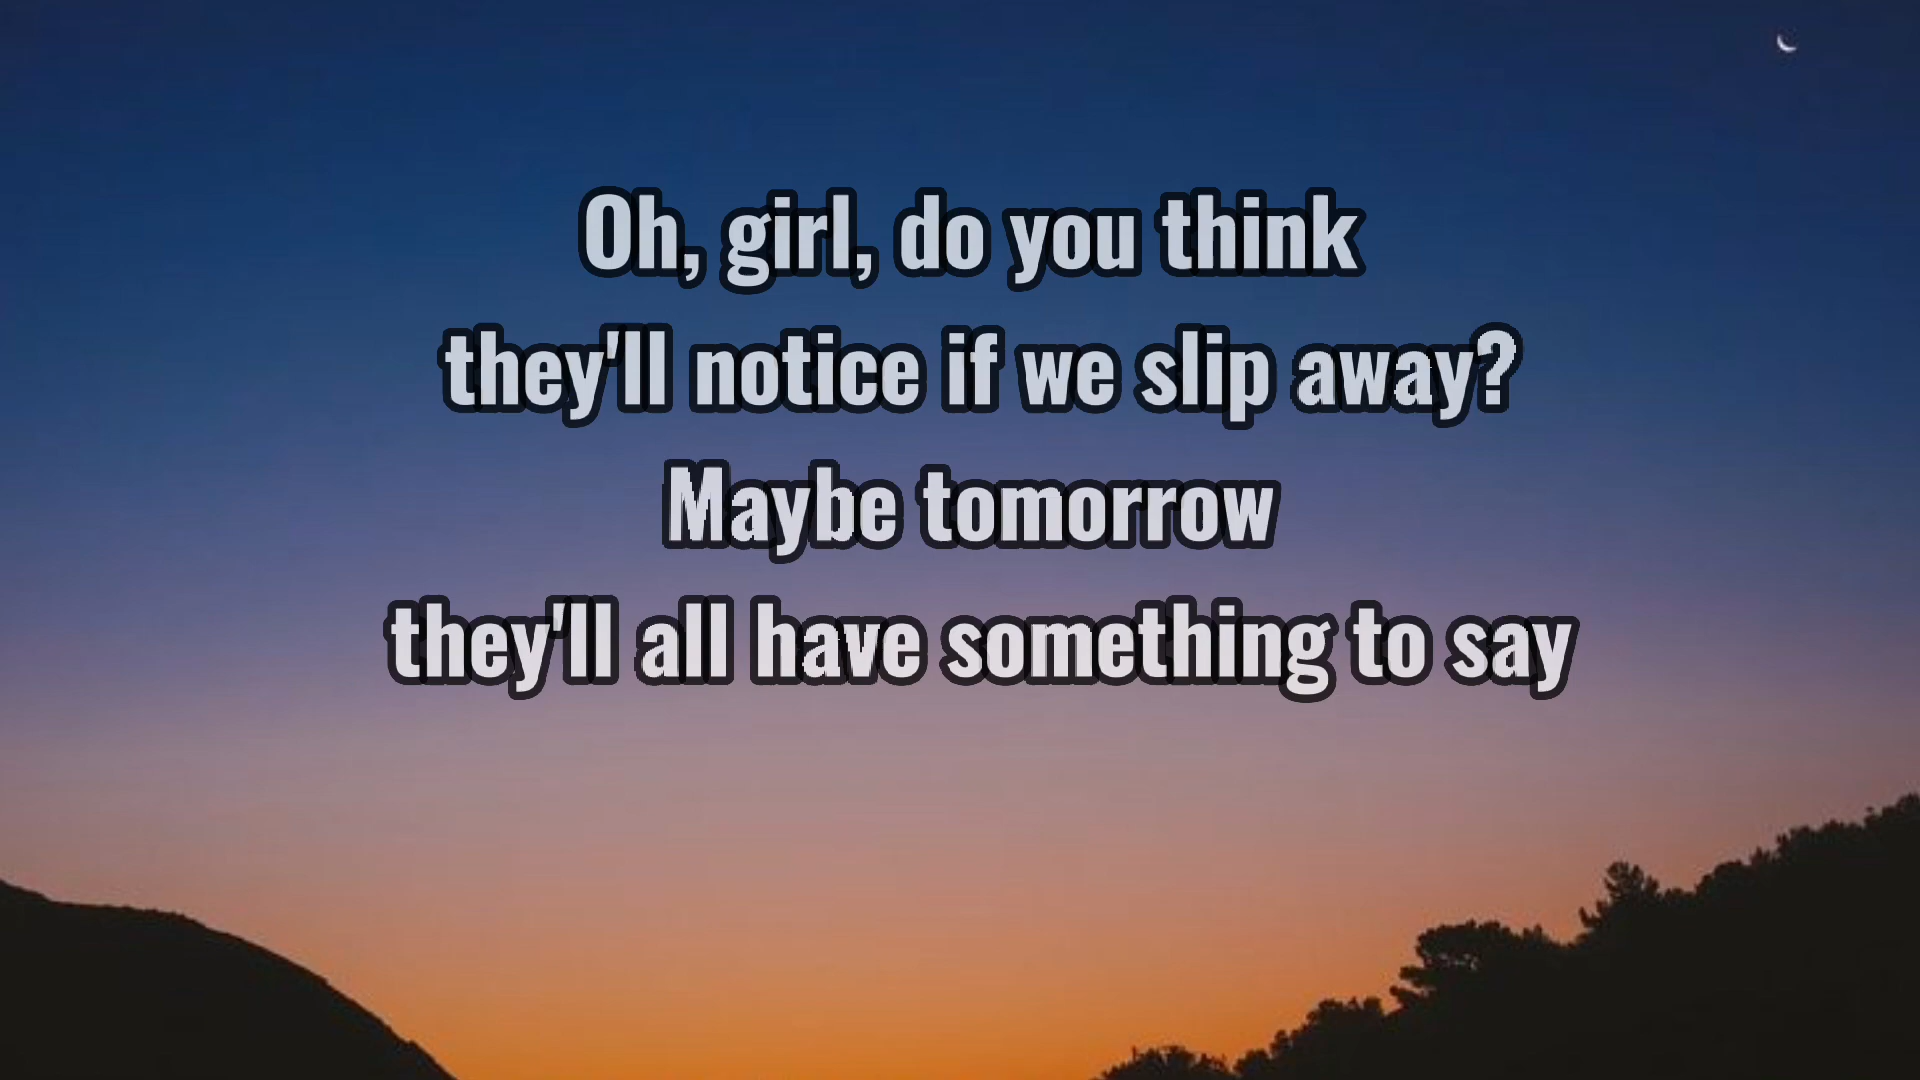 Oh, girl, do you think
they'll notice if we slip away?
Maybe tomorrow
they'll all have something to say